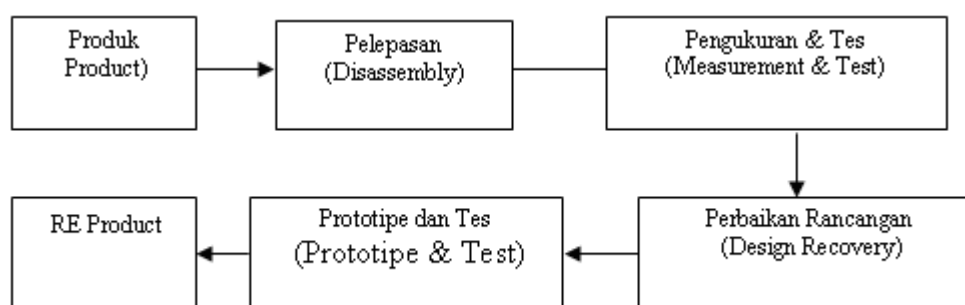 Produk
Product)
Pelepasan
(Disassembly)
Pengukuran & Tes
(Measurement & Test)
RE Product
Prototipe dan Tes
(Prototipe & Test)
Perbaikan Rancangan
(Design Recovery)